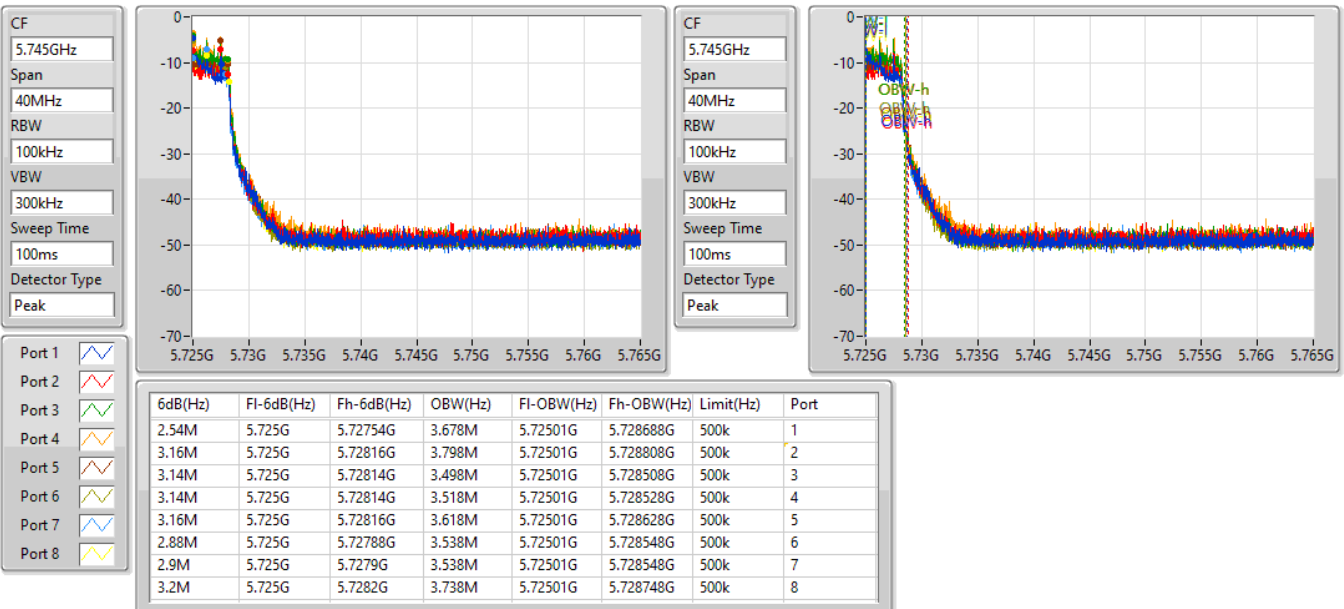 CF
5.745GHz
Span
40MHz
RBW
100kHz
VBW
300kHz
Sweep Time
100ms
Detector Type
Peak
0
-10
-20
-30
-40
-50
-60
-70
5.725G 5.73G 5.735G 5.74G 5.745G 5.75G 5.755G 5.76G 5.765G
CF
5.745GHz
Span
40MHz
RBW
100kHz
VBW
300kHz
Sweep Time
100ms
Detector Type
Peak
0
-10
-20
-30
-40
-50
-60
-70
OBW-h
OBW-h
OBW-h
5.725G 5.73G 5.735G 5.74G 5.745G 5.75G 5.755G 5.76G 5.765G
Port 1
Port 2
Port 3
Port 4
Port 5
Port 6
Port 7
Port 8
6dB(Hz) Fl-6dB(Hz) Fh-6dB(Hz) OBW(Hz) Fl-OBW(Hz) Fh-OBW(Hz) Limit(Hz) Port
2.54M 5.725G 5.72754G 3.678M 5.72501G 5.728688G 500k 1
3.16M 5.725G 5.72816G 3.798M 5.72501G 5.728808G 500k 2
3.14M 5.725G 5.72814G 3.498M 5.72501G 5.728508G 500k 3
3.14M 5.725G 5.72814G 3.518M 5.72501G 5.728528G 500k 4
3.16M 5.725G 5.72816G 3.618M 5.72501G 5.728628G 500k 5
2.88M 5.725G 5.72788G 3.538M 5.72501G 5.728548G 500k 6
2.9M 5.725G 5.7279G 3.538M 5.72501G 5.728548G 500k 7
3.2M 5.725G 5.7282G 3.738M 5.72501G 5.728748G 500k 8